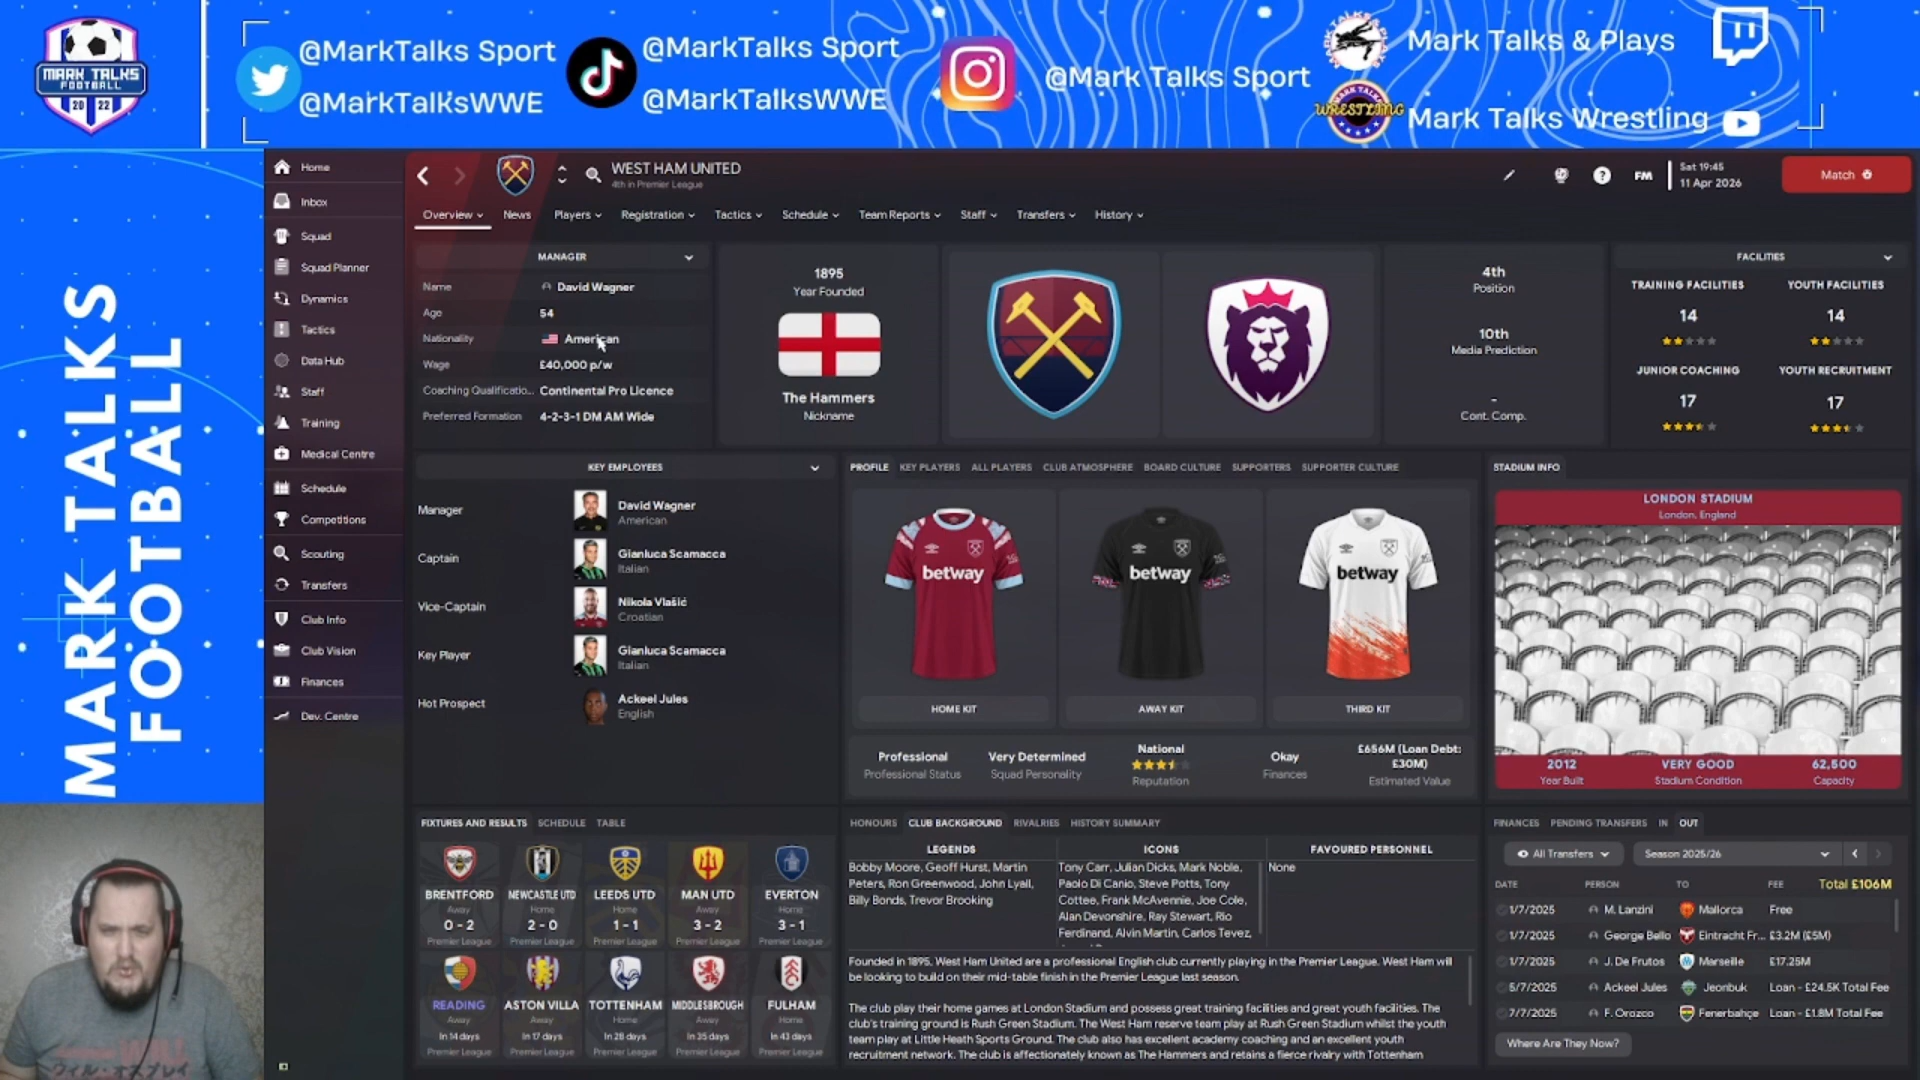 MARK TALKS
FOOTBALL
20 22
@MarkTalks Sport
@MarkTalksWWE
@MarkTalks Sport
@MarkTalksWWE
@Mark Talks Sport
Mark Talks & Plays
WRESTLING
Mark Talks Wrestling
MARK TALKS
FOOTBALL
Home
Inbox
Squad
Squad Planner
Dynamics
Tactics
Data Hub
Staff
Training
Medical Centre
Schedule
Competitions
Scouting
Transfers
Club Info
Club Vision
Finances
Dev. Centre
WEST HAM UNITED
4th in Premier League
FM
Sat 19:45
11 Apr 2026
Match
Overview News Players Registration Tactics Schedule Team Reports Staff Transfers History
MANAGER
Name David Wagner
Age 54
Nationality American
Wage £40,000 p/w
Coaching Qualificatio... Continental Pro Licence
Preferred Formation 4-2-3-1 DM AM Wide
1895
Year Founded
The Hammers
Nickname
4th
Position
10th
Media Prediction
-
Cont. Comp.
FACILITIES
TRAINING FACILITIES YOUTH FACILITIES
14 14
JUNIOR COACHING YOUTH RECRUITMENT
17 17
KEY EMPLOYEES
Manager David Wagner
American
Captain Gianluca Scamacca
Italian
Vice-Captain Nikola Vlašić
Croatian
Key Player Gianluca Scamacca
Italian
Hot Prospect Ackeel Jules
English
PROFILE KEY PLAYERS ALL PLAYERS CLUB ATMOSPHERE BOARD CULTURE SUPPORTERS SUPPORTER CULTURE
betway betway betway
HOME KIT AWAY KIT THIRD KIT
Professional
Professional Status
Very Determined
Squad Personality
National
Reputation
Okay
Finances
£656M (Loan Debt:
£30M)
Estimated Value
STADIUM INFO
LONDON STADIUM
London, England
2012 VERY GOOD 62,500
Year Built Stadium Condition Capacity
FIXTURES AND RESULTS SCHEDULE TABLE
BRENTFORD NEWCASTLE UTD LEEDS UTD MAN UTD EVERTON
Away Home Home Away Home
0 - 2 2 - 0 1 - 1 3 - 2 3 - 1
Premier League Premier League Premier League Premier League Premier League
READING ASTON VILLA TOTTENHAM MIDDLESBROUGH FULHAM
Away Away Home Home Home
In 14 days In 17 days In 28 days In 35 days In 43 days
Premier League Premier League Premier League Premier League Premier League
HONOURS CLUB BACKGROUND RIVALRIES HISTORY SUMMARY
LEGENDS
Bobby Moore, Geoff Hurst, Martin
Peters, Ron Greenwood, John Lyall,
Billy Bonds, Trevor Brooking
ICONS
Tony Carr, Julian Dicks, Mark Noble,
Paolo Di Canio, Steve Potts, Tony
Cottee, Frank McAvennie, Joe Cole,
Alan Devonshire, Ray Stewart, Rio
Ferdinand, Alvin Martin, Carlos Tevez,
FAVOURED PERSONNEL
None
Founded in 1895, West Ham United are a professional English club currently playing in the Premier League. West Ham will
be looking to build on their mid-table finish in the Premier League last season.
The club play their home games at London Stadium and possess great training facilities and great youth facilities. The
club's training ground is Rush Green Stadium. The West Ham reserve team play at Rush Green Stadium whilst the youth
team play at Little Heath Sports Ground. The club also has excellent academy coaching and an excellent youth
recruitment network. The club is affectionately known as The Hammers and retains a fierce rivalry with Tottenham
FINANCES PENDING TRANSFERS IN OUT
All Transfers Season 2025/26
DATE PERSON TO FEE Total £106M
1/7/2025 M. Lanzini Mallorca Free
1/7/2025 George Bello Eintracht Fr... £3.2M (£5M)
1/7/2025 J. De Frutos Marseille £17.25M
5/7/2025 Ackeel Jules Jeonbuk Loan - £24.5K Total Fee
7/7/2025 F. Orozco Fenerbahçe Loan - £1.8M Total Fee
Where Are They Now?